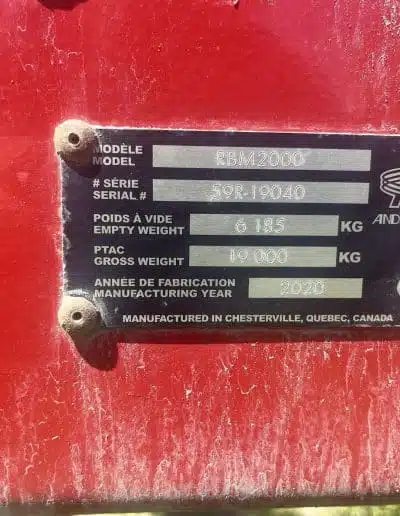 MODÈLE
MODEL
RBM2000
# SÉRIE
SERIAL #
59R-19040
POIDS À VIDE
EMPTY WEIGHT
6 185 KG
PTAC
GROSS WEIGHT
19 000 KG
ANNÉE DE FABRICATION
MANUFACTURING YEAR
2020
AND
MANUFACTURED IN CHESTERVILLE, QUEBEC, CANADA